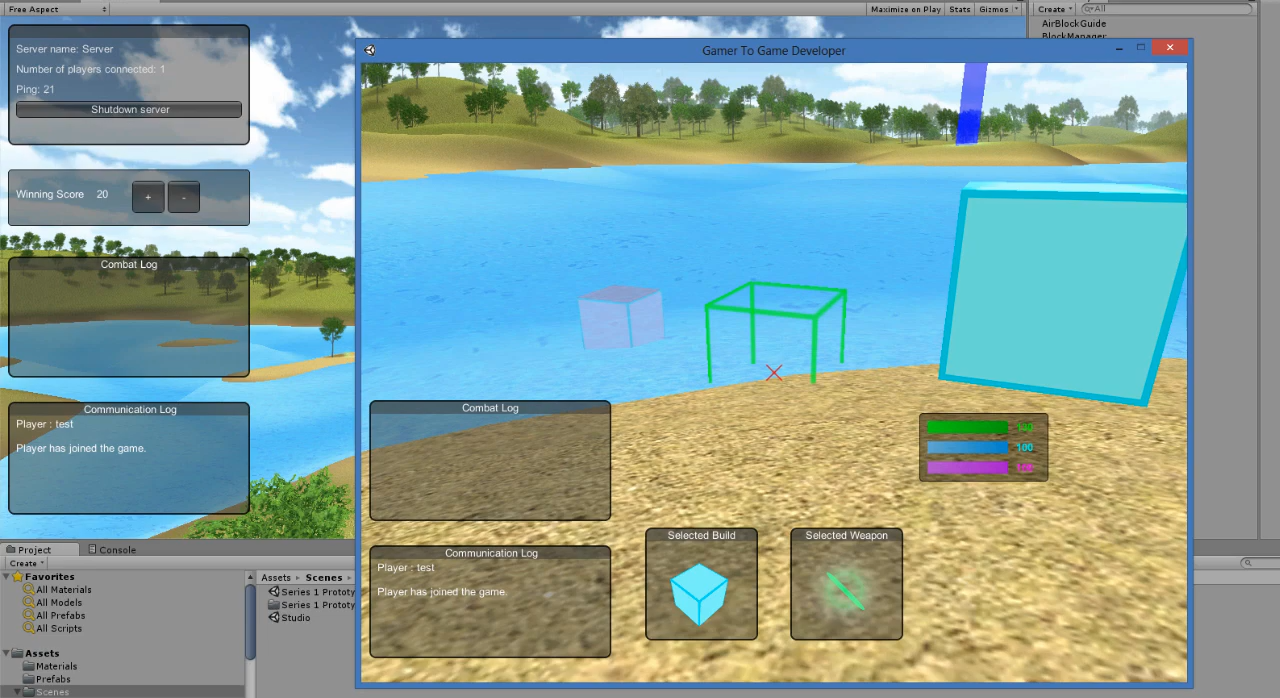 Free Aspect
Maximize on Play
Stats
Gizmos
Create
All
AirBlockGuide
BlockManager
Server name: Server
Number of players connected: 1
Ping: 21
Shutdown server
Winning Score 20 + -
Combat Log
Communication Log
Player : test
Player has joined the game.
Gamer To Game Developer
100
Combat Log
Communication Log
Player : test
Player has joined the game.
Selected Build
Selected Weapon
Project
Console
Create
Favorites
All Materials
All Models
All Prefabs
All Scripts
Assets
Materials
Prefabs
Scenes
Assets Scenes
Series 1 Prototy
Series 1 Prototy
Studio